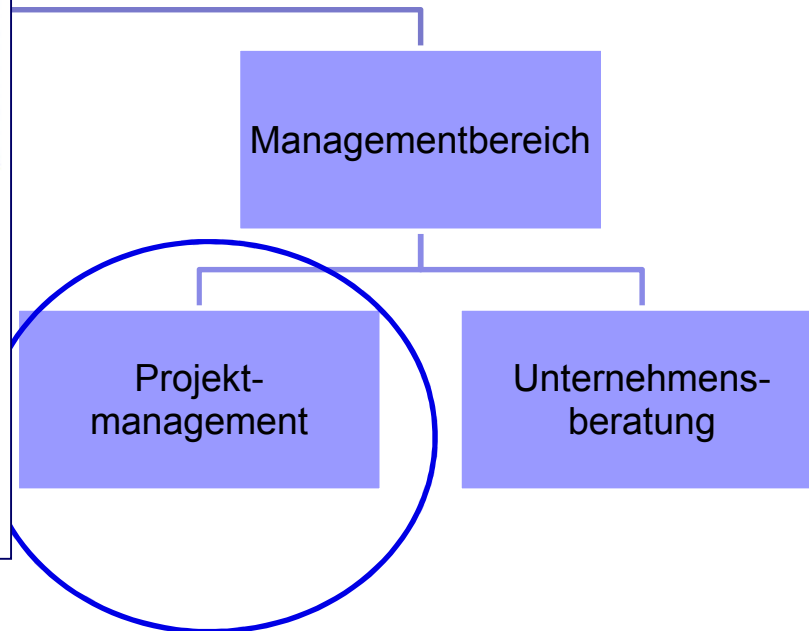 Managementbereich
Projekt-
management
Unternehmens-
beratung